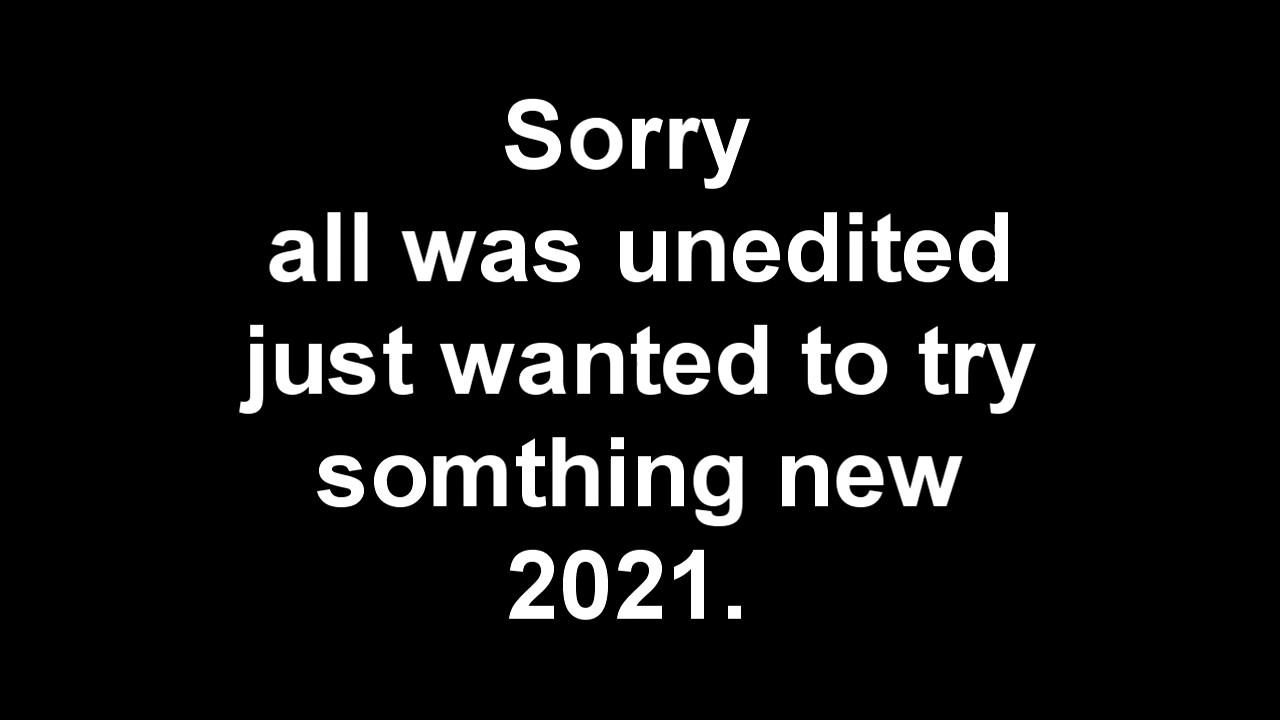 Sorry
all was unedited
just wanted to try
somthing new
2021.